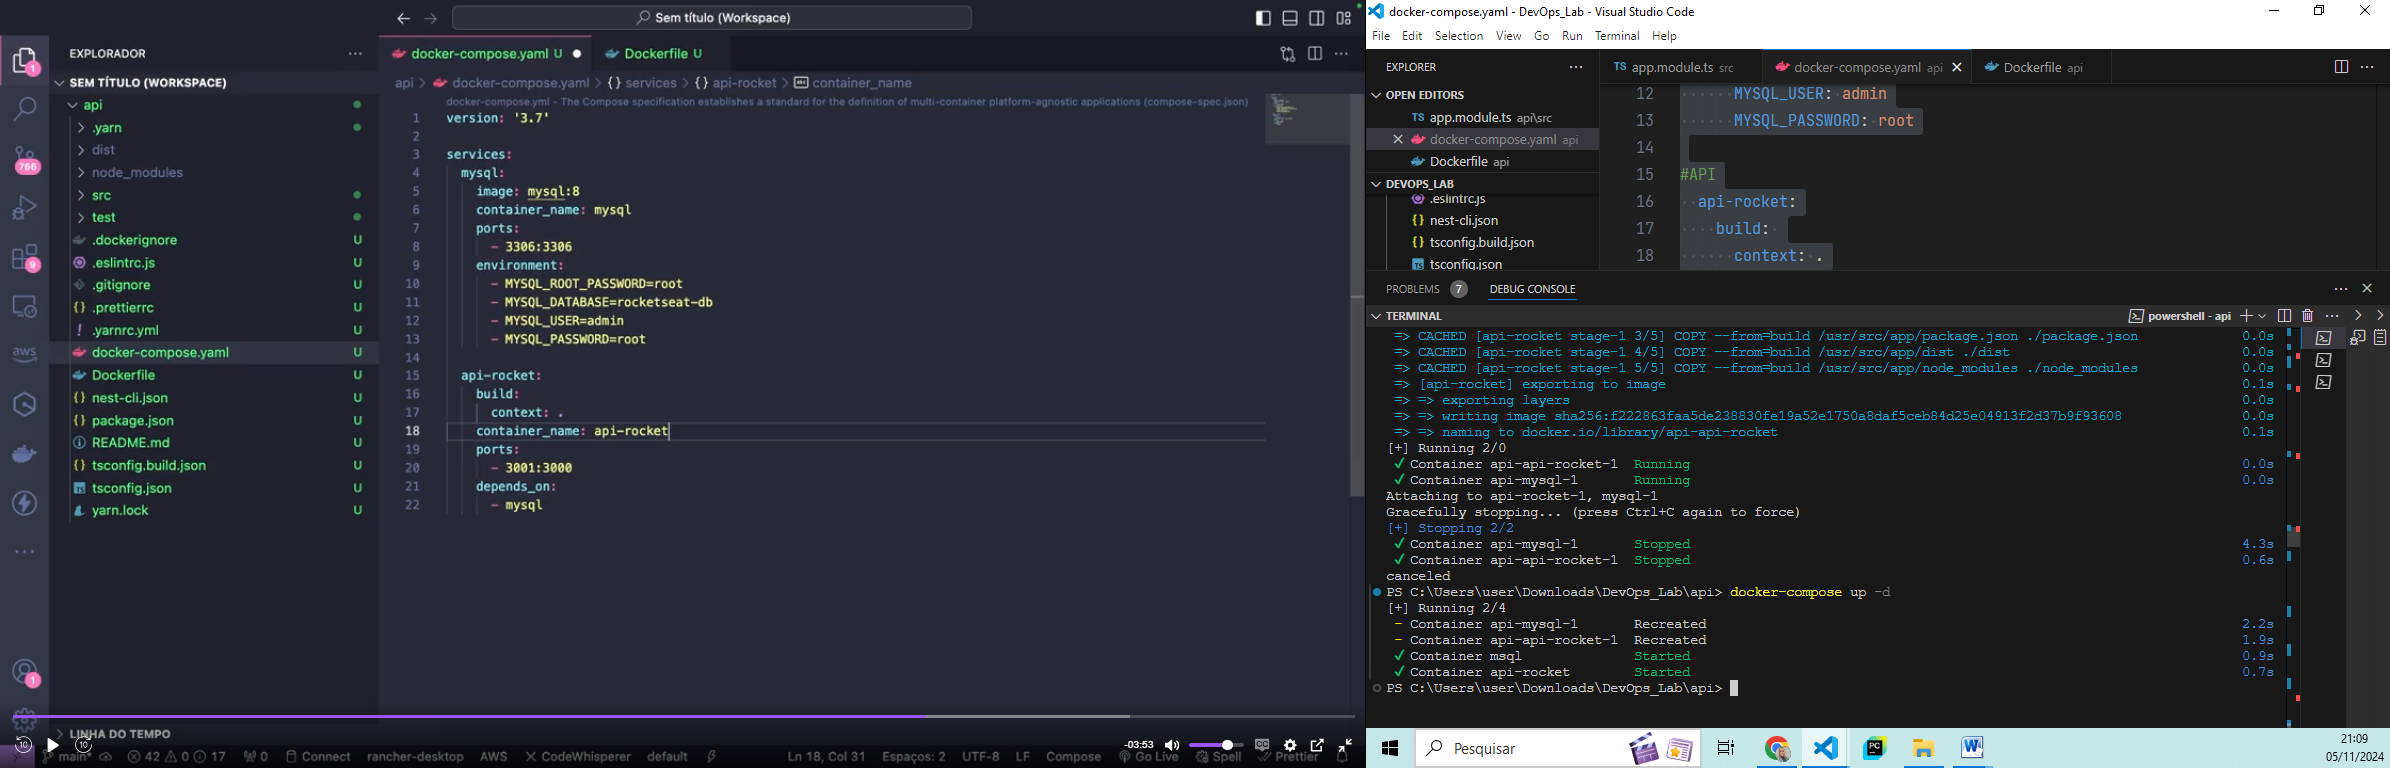 Sem título (Workspace)
EXPLORADOR
SEM TÍTULO (WORKSPACE)
api
.yarn
dist
node_modules
src
test
.dockerignore U
.eslintrc.js U
.gitignore U
.prettierrc U
.yarnrc.yml U
docker-compose.yaml U
Dockerfile U
nest-cli.json U
package.json U
README.md U
tsconfig.build.json U
tsconfig.json U
yarn.lock U
LINHA DO TEMPO
1
766
9
aws
1
docker-compose.yaml U
Dockerfile U
api > docker-compose.yaml > {} services > {} api-rocket > container_name
docker-compose.yml - The Compose specification establishes a standard for the definition of multi-container platform-agnostic applications (compose-spec.json)
1 version: '3.7'
2
3 services:
4 mysql:
5 image: mysql:8
6 container_name: mysql
7 ports:
8 - 3306:3306
9 environment:
10 - MYSQL_ROOT_PASSWORD=root
11 - MYSQL_DATABASE=rocketseat-db
12 - MYSQL_USER=admin
13 - MYSQL_PASSWORD=root
14
15 api-rocket:
16 build:
17 context: .
18 container_name: api-rocket
19 ports:
20 - 3001:3000
21 depends_on:
22 - mysql
10 10 -03:53
main* 42 0 17 0 Connect rancher-desktop AWS CodeWhisperer default Ln 18, Col 31 Espaços: 2 UTF-8 LF Compose Go Live Spell Prettier
docker-compose.yaml - DevOps_Lab - Visual Studio Code
File Edit Selection View Go Run Terminal Help
EXPLORER
OPEN EDITORS
TS app.module.ts api\src
docker-compose.yaml api
Dockerfile api
DEVOPS_LAB
.eslintrc.js
nest-cli.json
tsconfig.build.json
tsconfig.json
TS app.module.ts src
docker-compose.yaml api
Dockerfile api
12 MYSQL_USER: admin
13 MYSQL_PASSWORD: root
14
15 #API
16 api-rocket:
17 build:
18 context: .
PROBLEMS 7 DEBUG CONSOLE
TERMINAL
powershell - api
=> CACHED [api-rocket stage-1 3/5] COPY --from=build /usr/src/app/package.json ./package.json 0.0s
=> CACHED [api-rocket stage-1 4/5] COPY --from=build /usr/src/app/dist ./dist 0.0s
=> CACHED [api-rocket stage-1 5/5] COPY --from=build /usr/src/app/node_modules ./node_modules 0.0s
=> [api-rocket] exporting to image 0.1s
=> => exporting layers 0.0s
=> => writing image sha256:f222863faa5de238830fe19a52e1750a8daf5ceb84d25e04913f2d37b9f93608 0.0s
=> => naming to docker.io/library/api-api-rocket 0.1s
[+] Running 2/0
✓ Container api-api-rocket-1 Running 0.0s
✓ Container api-mysql-1 Running 0.0s
Attaching to api-rocket-1, mysql-1
Gracefully stopping... (press Ctrl+C again to force)
[+] Stopping 2/2
✓ Container api-mysql-1 Stopped 4.3s
✓ Container api-api-rocket-1 Stopped 0.6s
canceled
PS C:\Users\user\Downloads\DevOps_Lab\api> docker-compose up -d
[+] Running 2/4
- Container api-mysql-1 Recreated 2.2s
- Container api-api-rocket-1 Recreated 1.9s
✓ Container msql Started 0.9s
✓ Container api-rocket Started 0.7s
PS C:\Users\user\Downloads\DevOps_Lab\api>
Pesquisar
21:09
05/11/2024